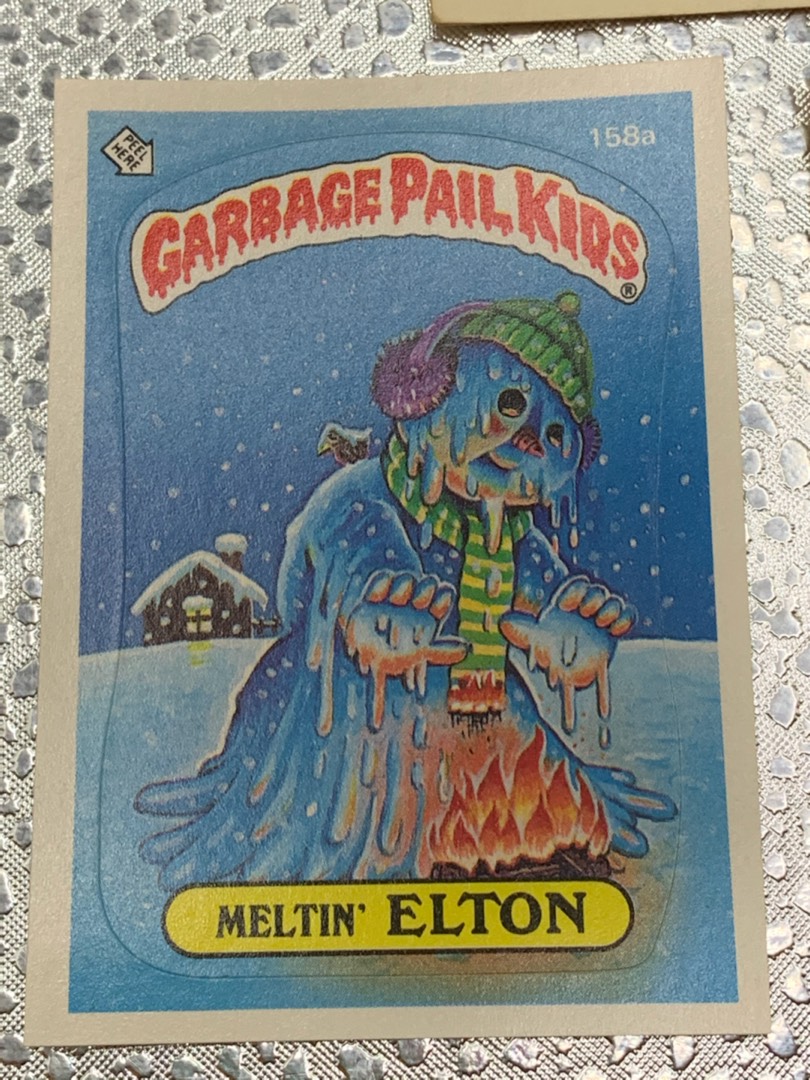 PEEL
HERE
158a
GARBAGE PAIL KIDS
®
MELTIN' ELTON